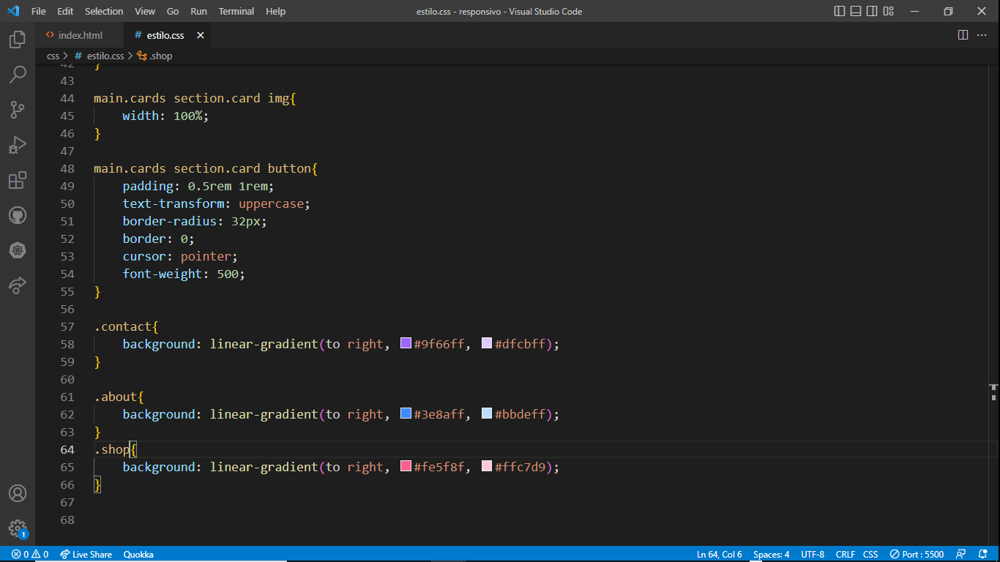 File Edit Selection View Go Run Terminal Help estilo.css - responsivo - Visual Studio Code
index.html estilo.css
css > estilo.css > .shop
42 }
43
44 main.cards section.card img{
45 width: 100%;
46 }
47
48 main.cards section.card button{
49 padding: 0.5rem 1rem;
50 text-transform: uppercase;
51 border-radius: 32px;
52 border: 0;
53 cursor: pointer;
54 font-weight: 500;
55 }
56
57 .contact{
58 background: linear-gradient(to right, #9f66ff, #dfcbff);
59 }
60
61 .about{
62 background: linear-gradient(to right, #3e8aff, #bbdeff);
63 }
64 .shop{
65 background: linear-gradient(to right, #fe5f8f, #ffc7d9);
66 }
67
68
1
0 0 Live Share Quokka Ln 64, Col 6 Spaces: 4 UTF-8 CRLF CSS Port : 5500